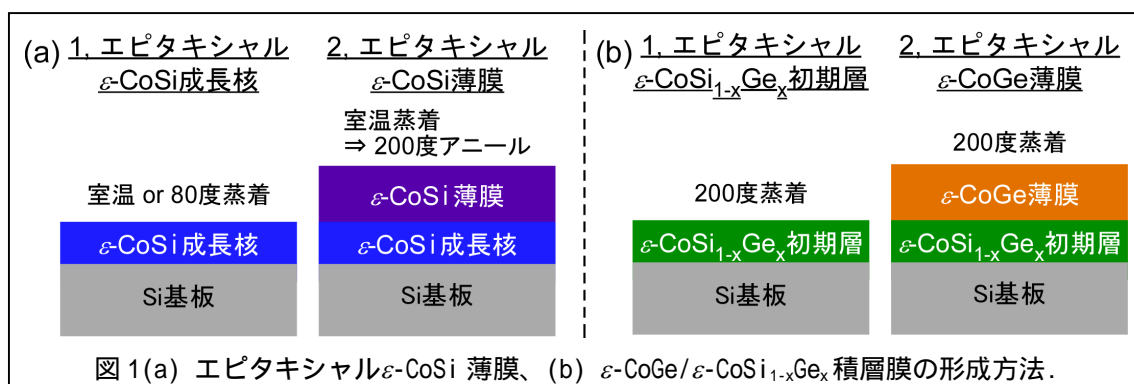 (a)
1, エピタキシャル
ε-CoSi成長核
室温 or 80度蒸着
ε-CoSi成長核
Si基板
2, エピタキシャル
ε-CoSi薄膜
室温蒸着
⇒ 200度アニール
ε-CoSi薄膜
ε-CoSi成長核
Si基板
(b)
1, エピタキシャル
ε-CoSi1-xGex初期層
200度蒸着
ε-CoSi1-xGex初期層
Si基板
2, エピタキシャル
ε-CoGe薄膜
200度蒸着
ε-CoGe薄膜
ε-CoSi1-xGex初期層
Si基板
図1(a) エピタキシャルε-CoSi 薄膜、(b) ε-CoGe/ε-CoSi1-xGex積層膜の形成方法.